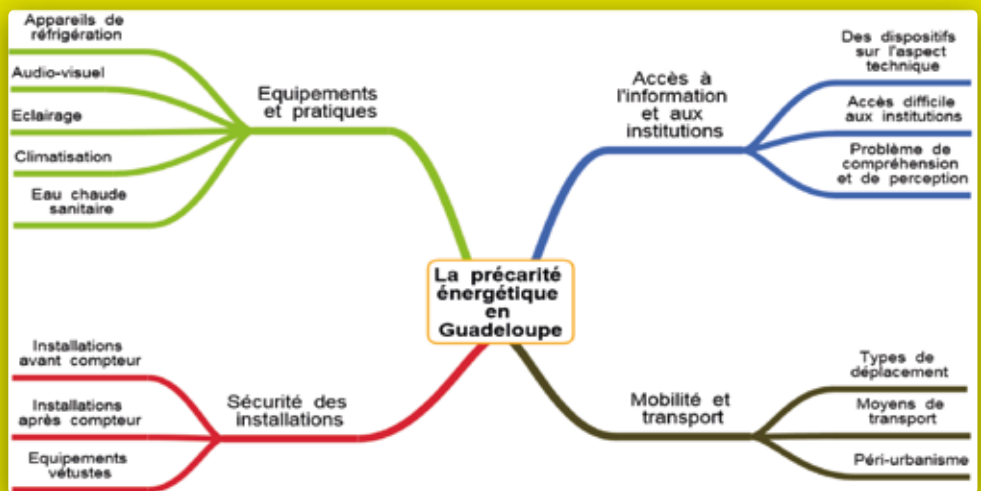 Appareils de
réfrigération
Audio-visuel
Eclairage
Climatisation
Eau chaude
sanitaire
Equipements
et pratiques
Accès à
l'information
et aux
institutions
Des dispositifs
sur l'aspect
technique
Accès difficile
aux institutions
Problème de
compréhension
et de perception
La précarité
énergétique
en
Guadeloupe
Installations
avant compteur
Installations
après compteur
Equipements
vétustes
Sécurité des
installations
Mobilité et
transport
Types de
déplacement
Moyens de
transport
Péri-urbanisme